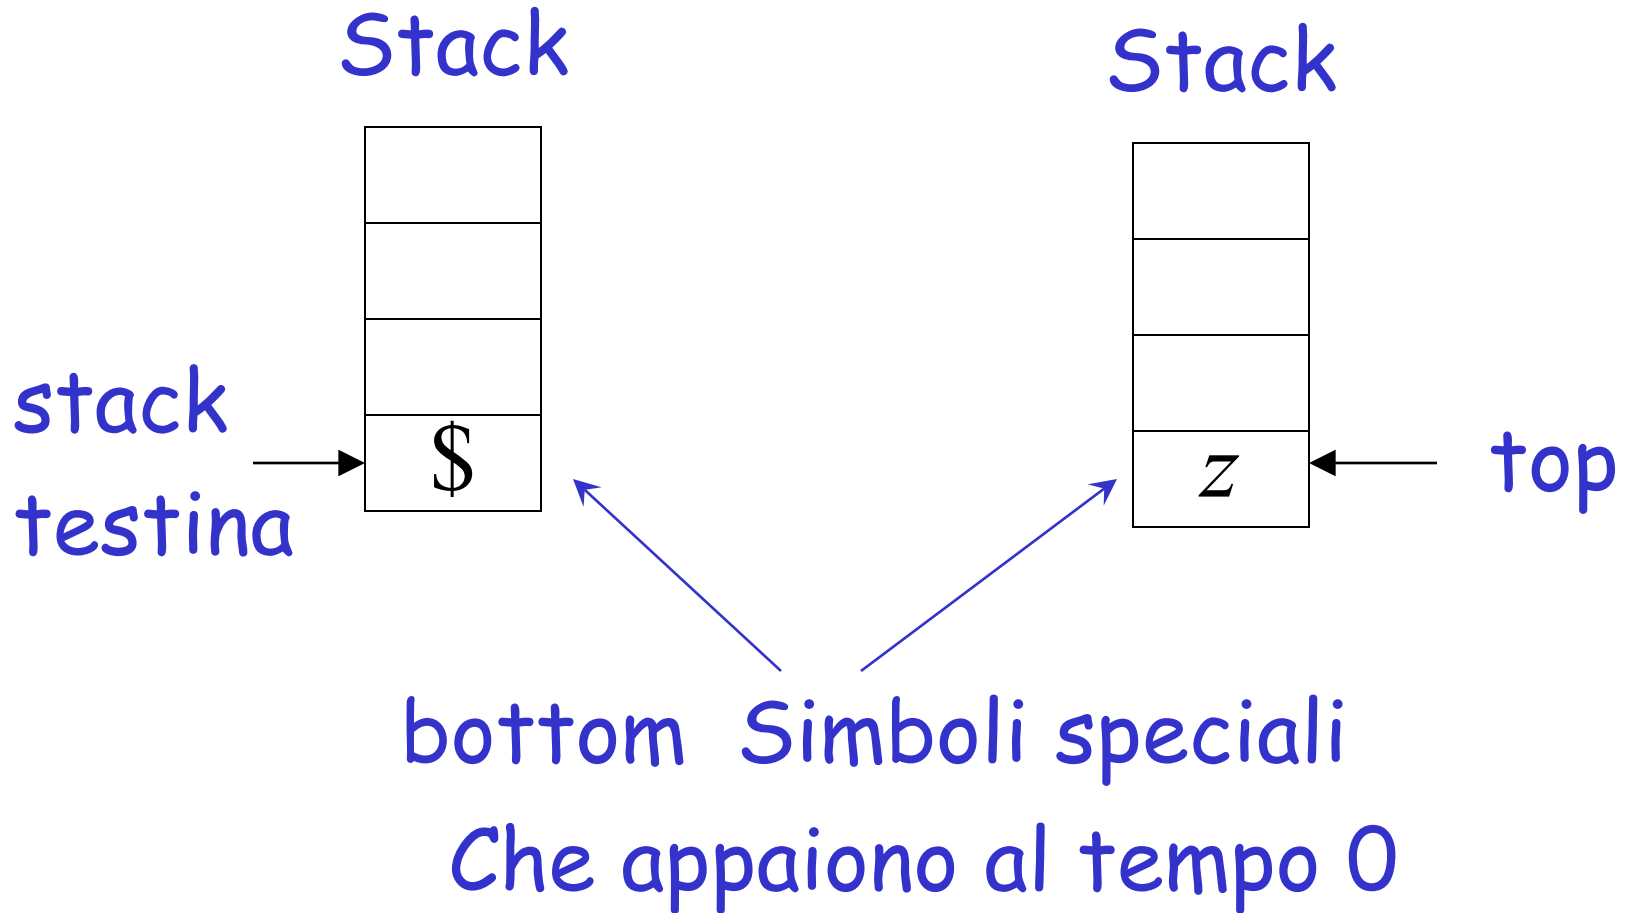 Stack
Stack
stack
testina
$
z
top
bottom Simboli speciali
Che appaiono al tempo 0